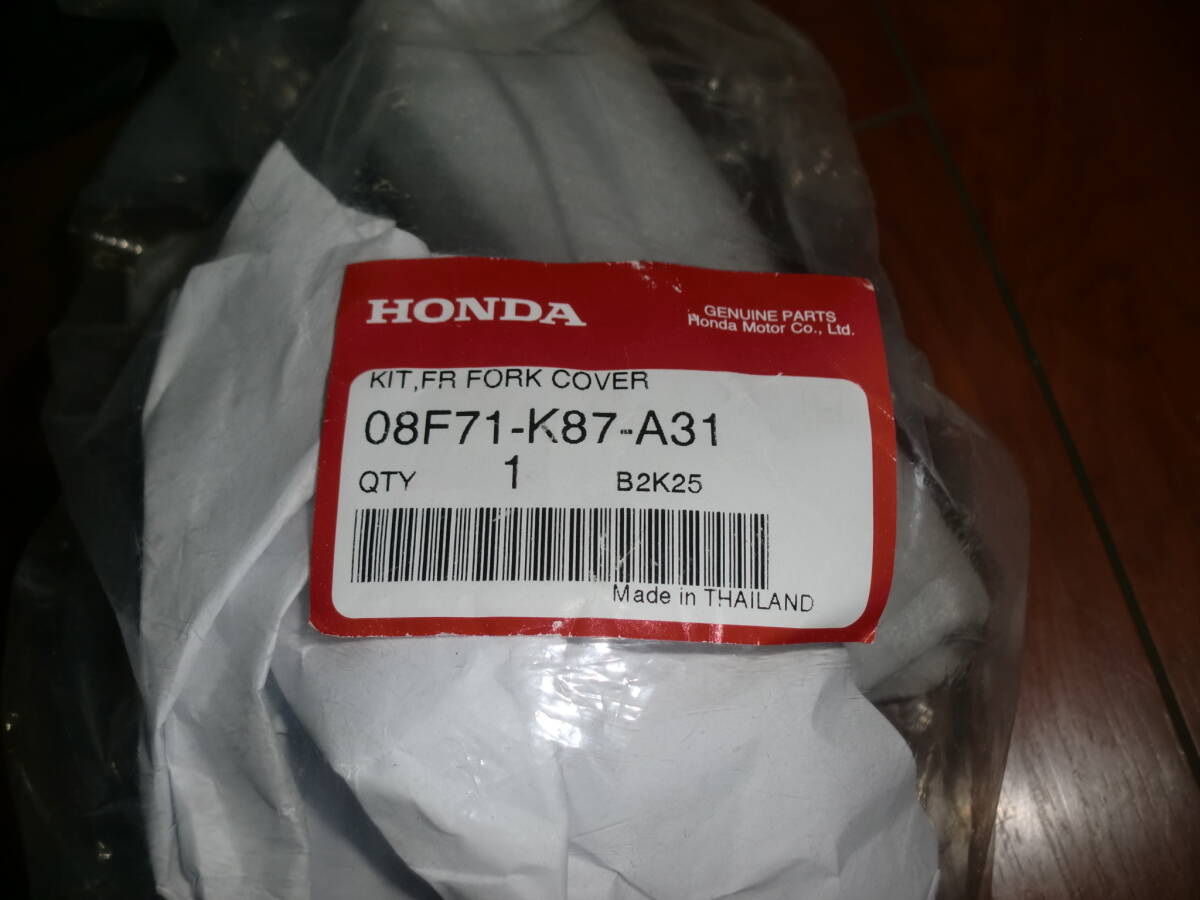 HONDA
GENUINE PARTS
Honda Motor Co., Ltd.
KIT,FR FORK COVER
08F71-K87-A31
QTY 1 B2K25
Made in THAILAND